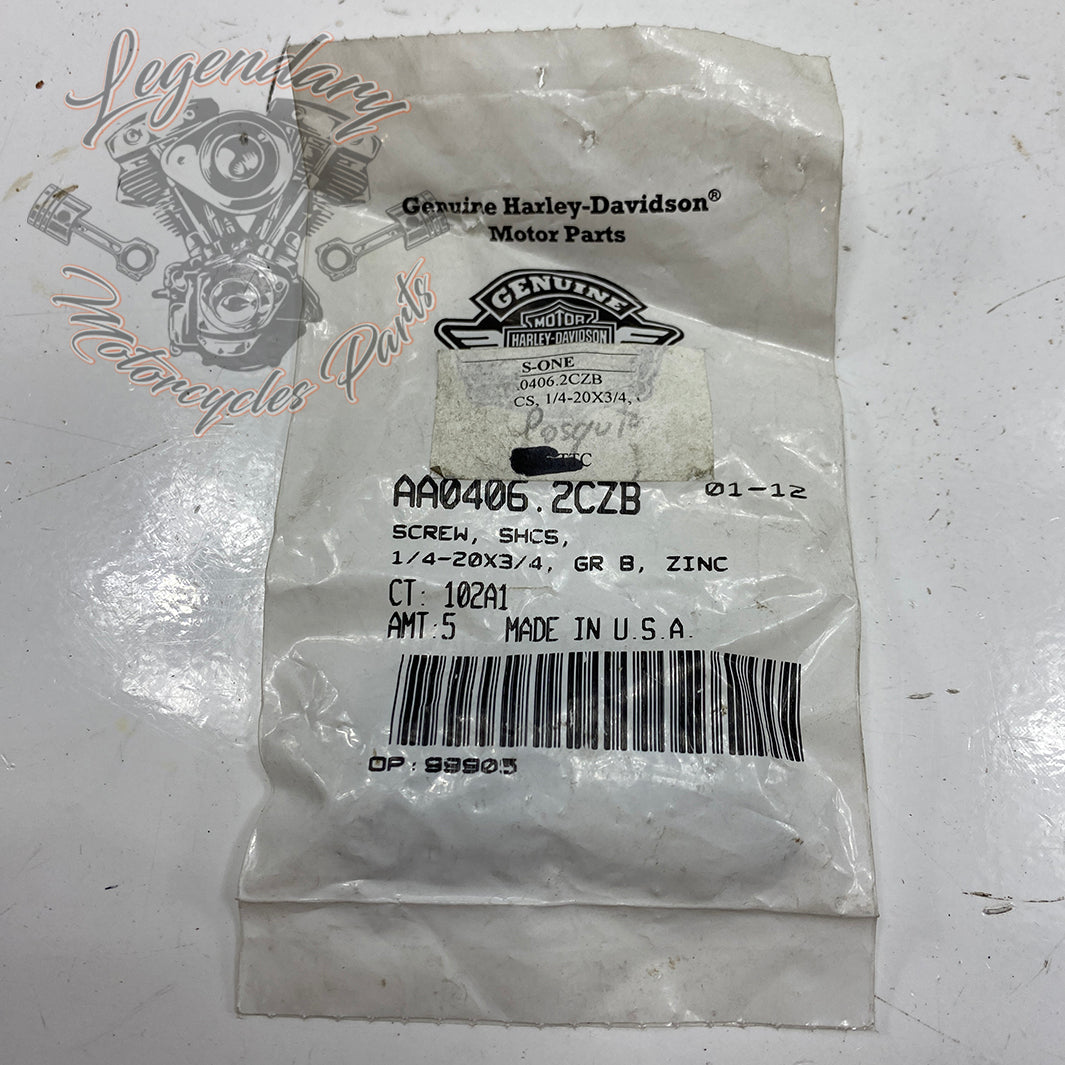 Legendary
Motorcycles Parts
Genuine Harley-Davidson®
Motor Parts
GENUINE
MOTOR
HARLEY-DAVIDSON
S-ONE
.0406.2CZB
CS, 1/4-20X3/4,
TTC
AA0406.2CZB 01-12
SCREW, SHCS,
1/4-20X3/4, GR 8, ZINC
CT: 102A1
AMT:5 MADE IN U.S.A.
OP:99905